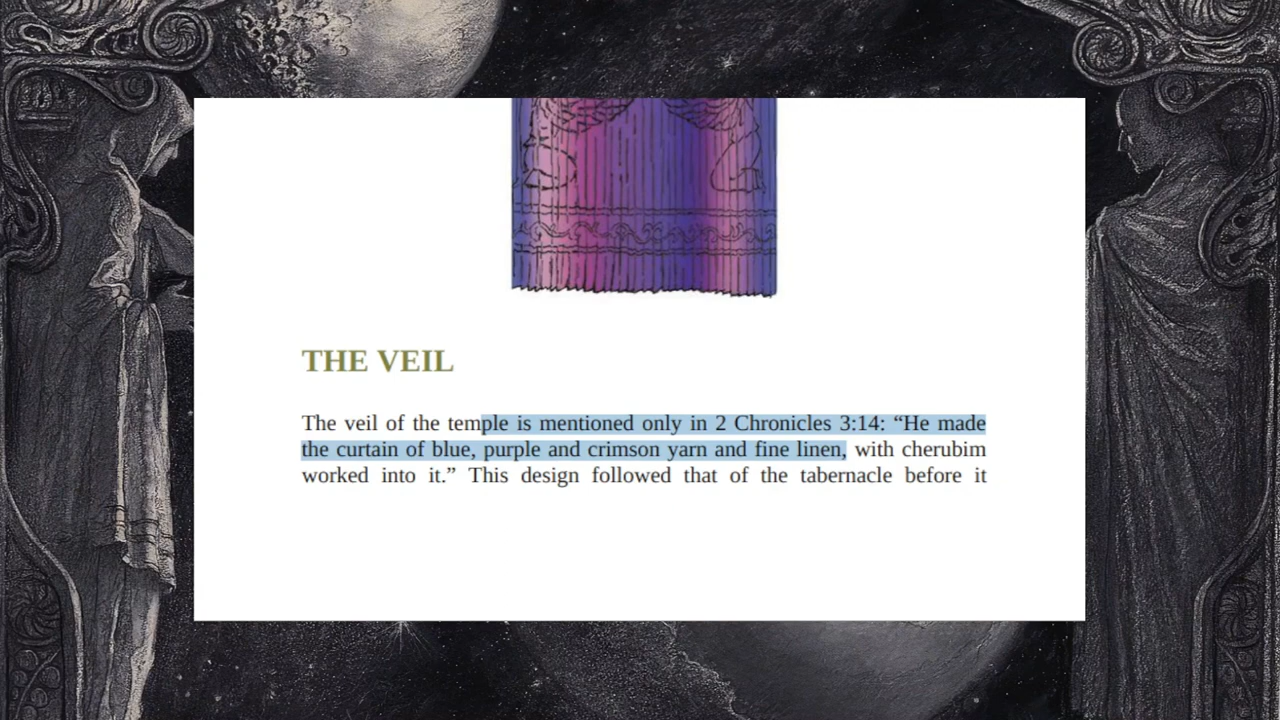 THE VEIL
The veil of the temple is mentioned only in 2 Chronicles 3:14: “He made
the curtain of blue, purple and crimson yarn and fine linen, with cherubim
worked into it.” This design followed that of the tabernacle before it